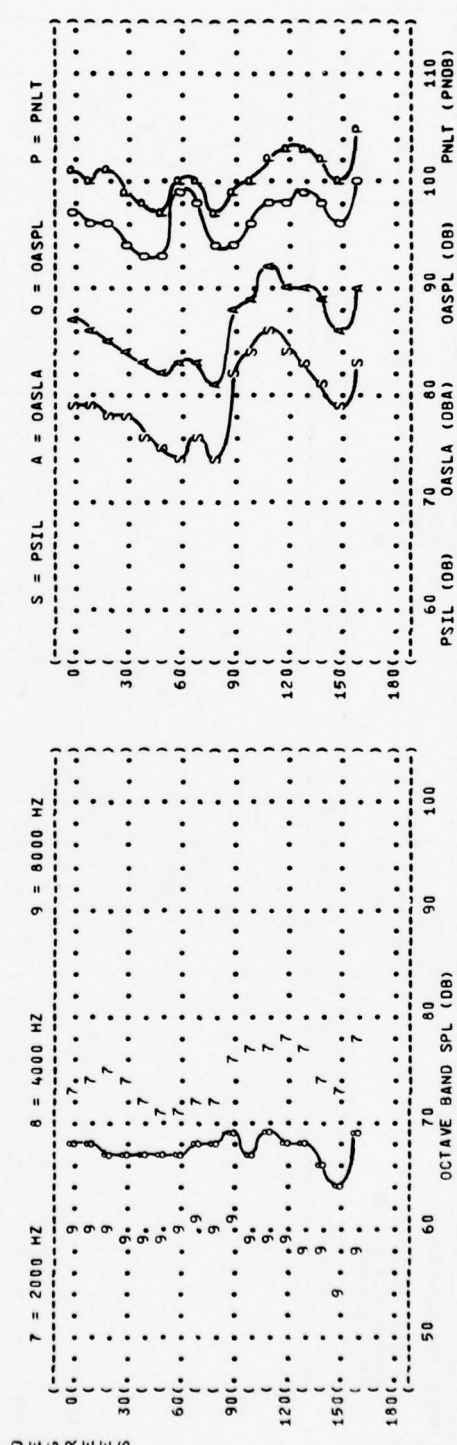 7 = 2000 HZ 8 = 4000 HZ 9 = 8000 HZ
0
30
60
90
120
150
180
50 60 70 80 90 100
OCTAVE BAND SPL (DB)
S = PSIL A = OASLA O = OASPL P = PNLT
0
30
60
90
120
150
180
60 70 80 90 100 110
PSIL (DB) OASLA (DBA) OASPL (DB) PNLT (PNDB)